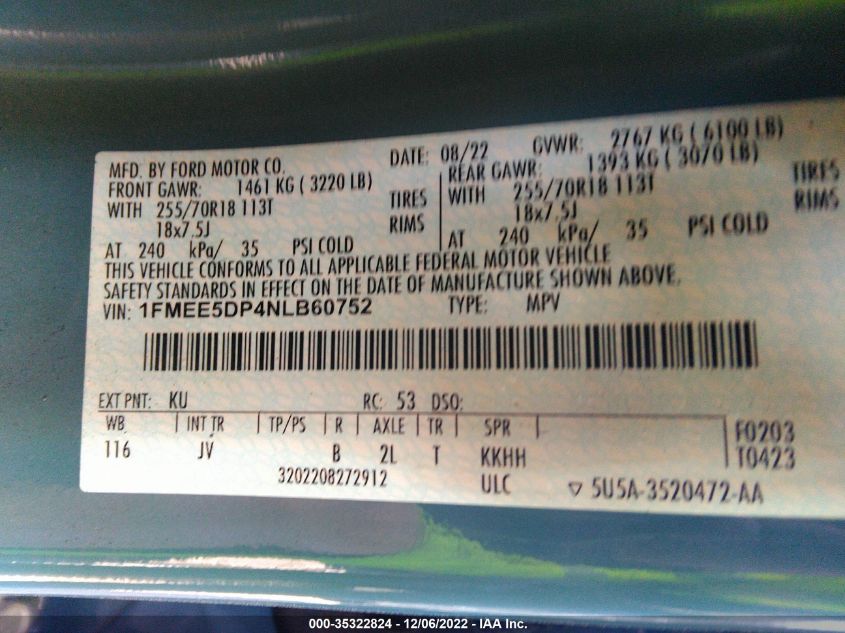 MFD. BY FORD MOTOR CO. DATE: 08/22 GVWR: 2767 KG ( 6100 LB)
FRONT GAWR: 1461 KG ( 3220 LB) REAR GAWR: 1393 KG ( 3070 LB)
WITH 255/70R18 113T TIRES WITH 255/70R18 113T TIRES
18x7.5J RIMS 18x7.5J RIMS
AT 240 kPa/ 35 PSI COLD AT 240 kPa/ 35 PSI COLD
THIS VEHICLE CONFORMS TO ALL APPLICABLE FEDERAL MOTOR VEHICLE
SAFETY STANDARDS IN EFFECT ON THE DATE OF MANUFACTURE SHOWN ABOVE.
VIN: 1FMEE5DP4NLB60752 TYPE: MPV
EXT PNT: KU RC: 53 DSO:
WB INT TR TP/PS R AXLE TR SPR F0203
116 JV B 2L T KKHH T0423
3202208272912 ULC ▽ 5U5A-3520472-AA
000-35322824 - 12/06/2022 - IAA Inc.